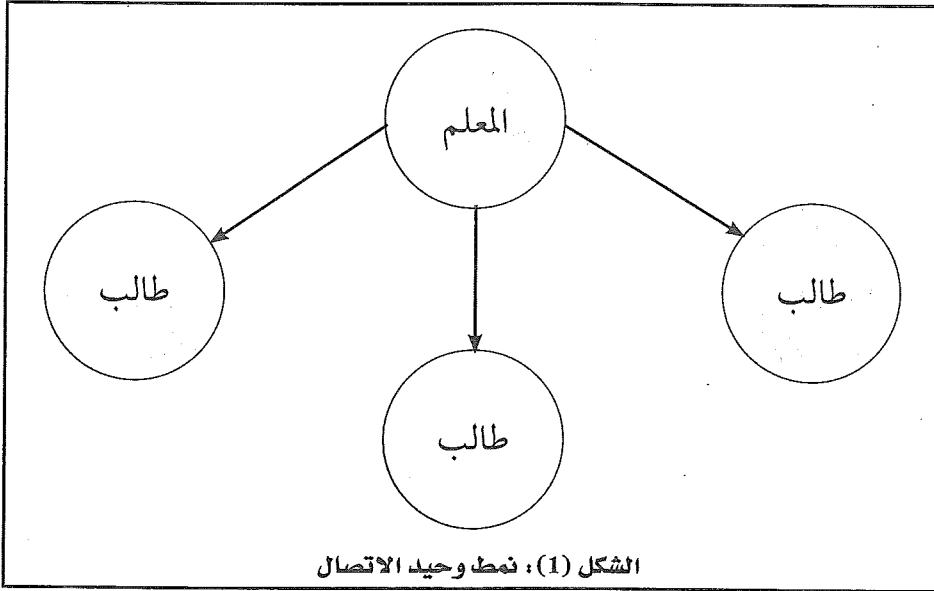 المعلم
طالب
طالب
طالب
الشكل (1): نمط وحيد الاتصال